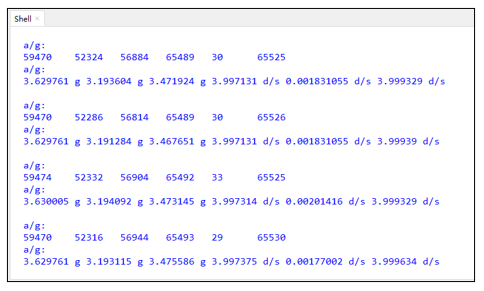 Shell ×
a/g:
59470 52324 56884 65489 30 65525
a/g:
3.629761 g 3.193604 g 3.471924 g 3.997131 d/s 0.001831055 d/s 3.999329 d/s
a/g:
59470 52286 56814 65489 30 65526
a/g:
3.629761 g 3.191284 g 3.467651 g 3.997131 d/s 0.001831055 d/s 3.99939 d/s
a/g:
59474 52332 56904 65492 33 65525
a/g:
3.630005 g 3.194092 g 3.473145 g 3.997314 d/s 0.00201416 d/s 3.999329 d/s
a/g:
59470 52316 56944 65493 29 65530
a/g:
3.629761 g 3.193115 g 3.475586 g 3.997375 d/s 0.00177002 d/s 3.999634 d/s